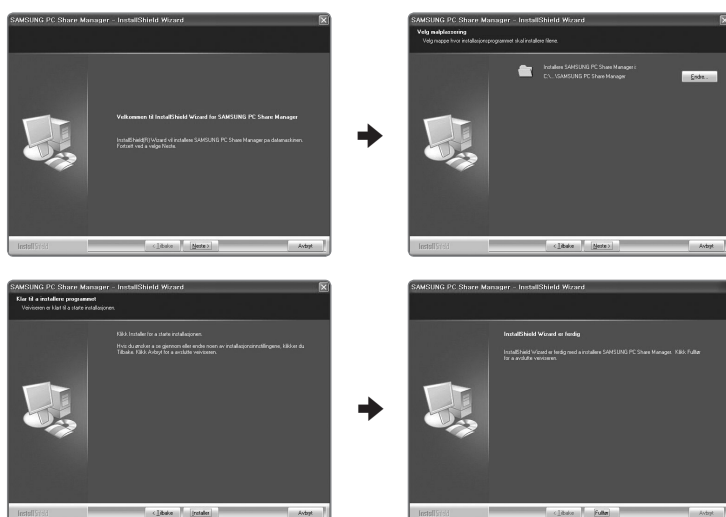 SAMSUNG PC Share Manager - InstallShield Wizard
Velkommen til InstallShield Wizard for SAMSUNG PC Share Manager
InstallShield(R) Wizard vil installere SAMSUNG PC Share Manager pa datamaskinen.
Fortsett ved a velge Neste.
InstallShield
< Tilbake
Neste >
Avbryt
SAMSUNG PC Share Manager - InstallShield Wizard
Velg malplassering
Velg mappe hvor installasjonsprogrammet skal installere filene.
Installere SAMSUNG PC Share Manager i:
C:\...\SAMSUNG PC Share Manager
Endre...
InstallShield
< Tilbake
Neste >
Avbryt
SAMSUNG PC Share Manager - InstallShield Wizard
Klar til a installere programmet
Veiviseren er klar til a starte installasjonen.
Klikk Installer for a starte installasjonen.
Hvis du ønsker a se gjennom eller endre noen av installasjonsinnstillingene, klikker du
Tilbake. Klikk Avbryt for a avslutte veiviseren.
InstallShield
< Tilbake
Installer
Avbryt
SAMSUNG PC Share Manager - InstallShield Wizard
InstallShield Wizard er ferdig
InstallShield Wizard er ferdig med a installere SAMSUNG PC Share Manager. Klikk Fullfør
for a avslutte veiviseren.
InstallShield
< Tilbake
Fullfør
Avbryt